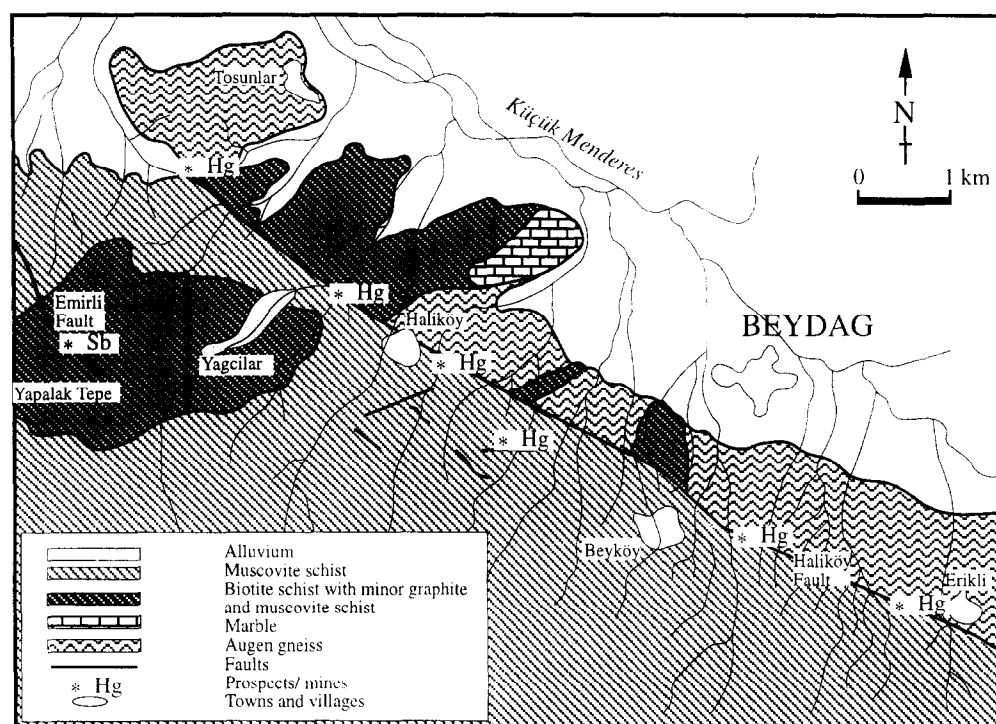 Tosunlar
Küçük Menderes
N
0 1 km
* Hg
* Hg
Emirli
Fault
* Sb
Haliköy
BEYDAG
Yagcilar
* Hg
Yapalak Tepe
* Hg
Beyköy
* Hg
Haliköy
Fault
Erikli
* Hg
Alluvium
Muscovite schist
Biotite schist with minor graphite
and muscovite schist
Marble
Augen gneiss
Faults
* Hg Prospects/ mines
Towns and villages